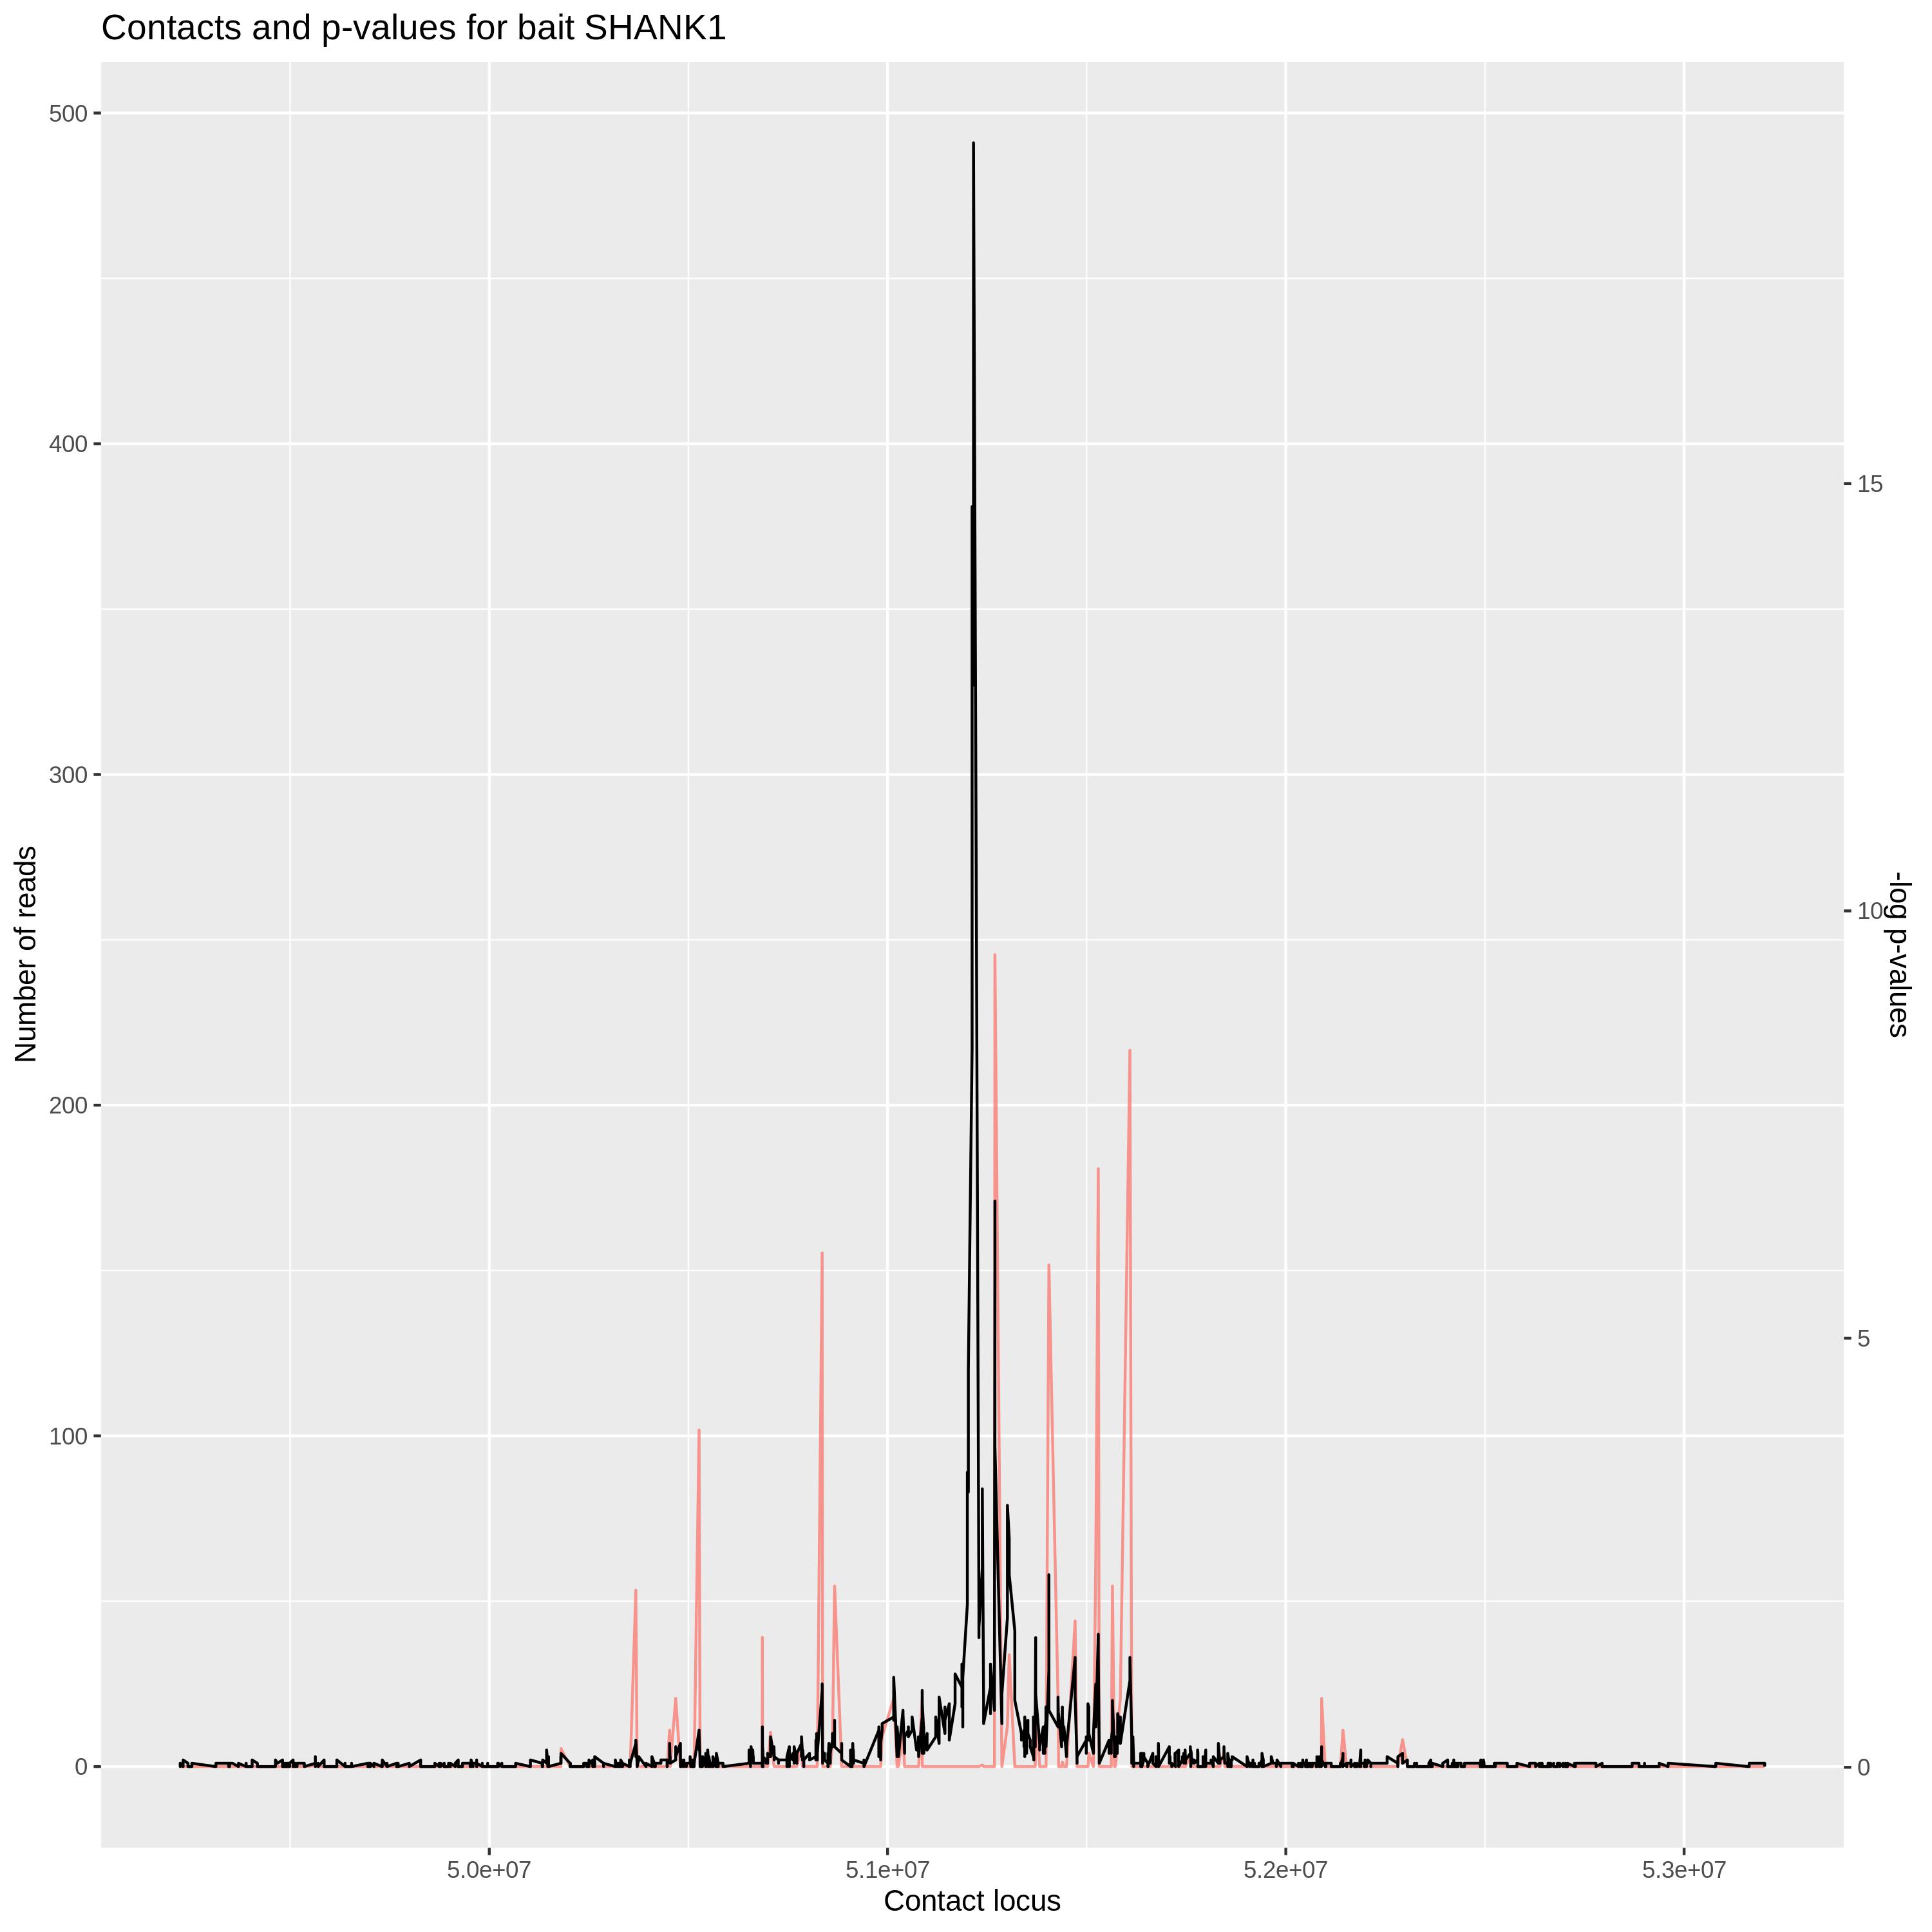 Contacts and p-values for bait SHANK1
500
400
300
200
100
0
Number of reads
15
10
5
0
-log p-values
5.0e+07
5.1e+07
5.2e+07
5.3e+07
Contact locus